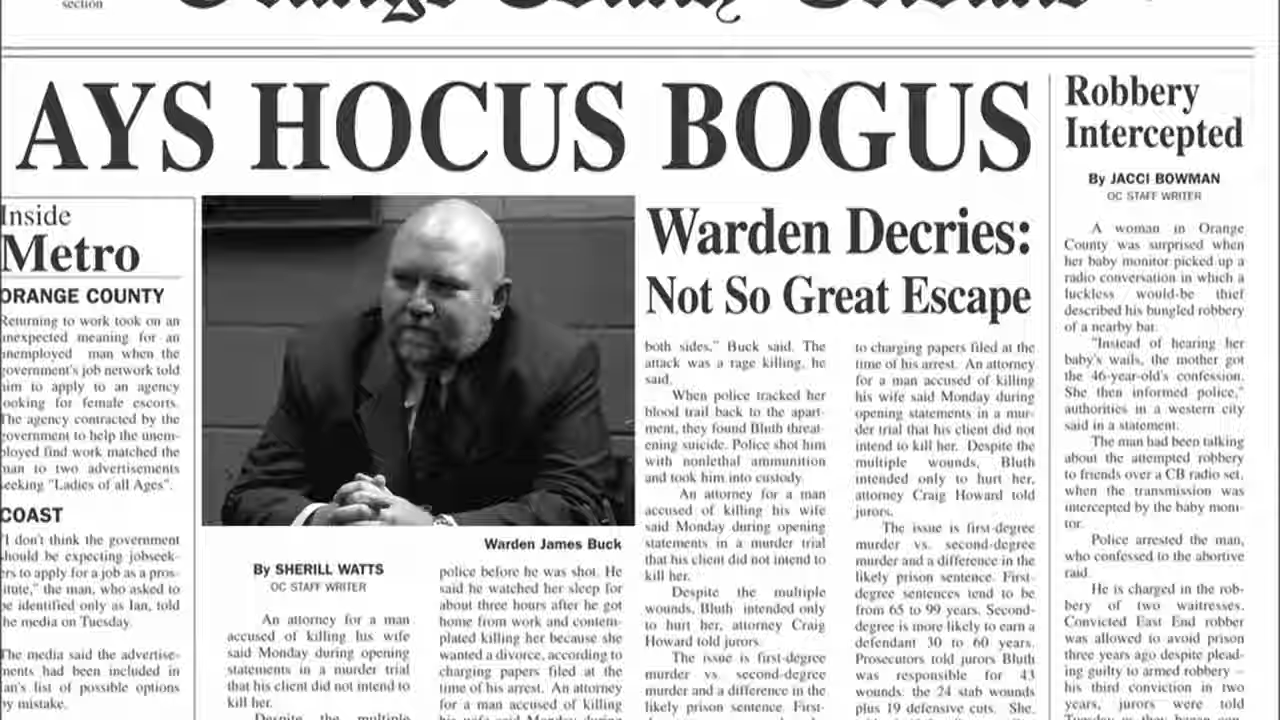 section
Orange County
AYS HOCUS BOGUS
Inside
Metro
ORANGE COUNTY
Returning to work took on an
unexpected meaning for an
unemployed man when the
government's job network told
him to apply to an agency
looking for female escorts.
The agency contracted by the
government to help the unem-
ployed find work matched the
man to two advertisements
seeking "Ladies of all Ages".
COAST
"I don't think the government
should be expecting jobseek-
ers to apply for a job as a pros-
titute," the man, who asked to
be identified only as Ian, told
the media on Tuesday.
The media said the advertise-
ments had been included in
Ian's list of possible options
by mistake.
Warden James Buck
By SHERILL WATTS
OC STAFF WRITER
An attorney for a man
accused of killing his wife
said Monday during opening
statements in a murder trial
that his client did not intend to
kill her.
Despite the multiple
police before he was shot. He
said he watched her sleep for
about three hours after he got
home from work and contem-
plated killing her because she
wanted a divorce, according to
charging papers filed at the
time of his arrest. An attorney
for a man accused of killing
his wife said Monday during
Warden Decries:
Not So Great Escape
both sides," Buck said. The
attack was a rage killing, he
said.
When police tracked her
blood trail back to the apart-
ment, they found Bluth threat-
ening suicide. Police shot him
with nonlethal ammunition
and took him into custody.
An attorney for a man
accused of killing his wife
said Monday during opening
statements in a murder trial
that his client did not intend to
kill her.
Despite the multiple
wounds, Bluth intended only
to hurt her, attorney Craig
Howard told jurors.
The issue is first-degree
murder vs. second-degree
murder and a difference in the
likely prison sentence. First-
to charging papers filed at the
time of his arrest. An attorney
for a man accused of killing
his wife said Monday during
opening statements in a mur-
der trial that his client did not
intend to kill her. Despite the
multiple wounds, Bluth
intended only to hurt her,
attorney Craig Howard told
jurors.
The issue is first-degree
murder vs. second-degree
murder and a difference in the
likely prison sentence. First-
degree sentences tend to be
from 65 to 99 years. Second-
degree is more likely to earn a
defendant 30 to 60 years.
Prosecutors told jurors Bluth
was responsible for 43
wounds: the 24 stab wounds
plus 19 defensive cuts. She
Robbery
Intercepted
By JACCI BOWMAN
OC STAFF WRITER
A woman in Orange
County was surprised when
her baby monitor picked up a
radio conversation in which a
luckless would-be thief
described his bungled robbery
of a nearby bar.
"Instead of hearing her
baby's wails, the mother got
the 46-year-old's confession.
She then informed police,"
authorities in a western city
said in a statement.
The man had been talking
about the attempted robbery
to friends over a CB radio set,
when the transmission was
intercepted by the baby moni-
tor.
Police arrested the man,
who confessed to the abortive
raid.
He is charged in the rob-
bery of two waitresses.
Convicted East End robber
was allowed to avoid prison
three years ago despite plead-
ing guilty to armed robbery –
his third conviction in two
years, jurors were told
Tuesday